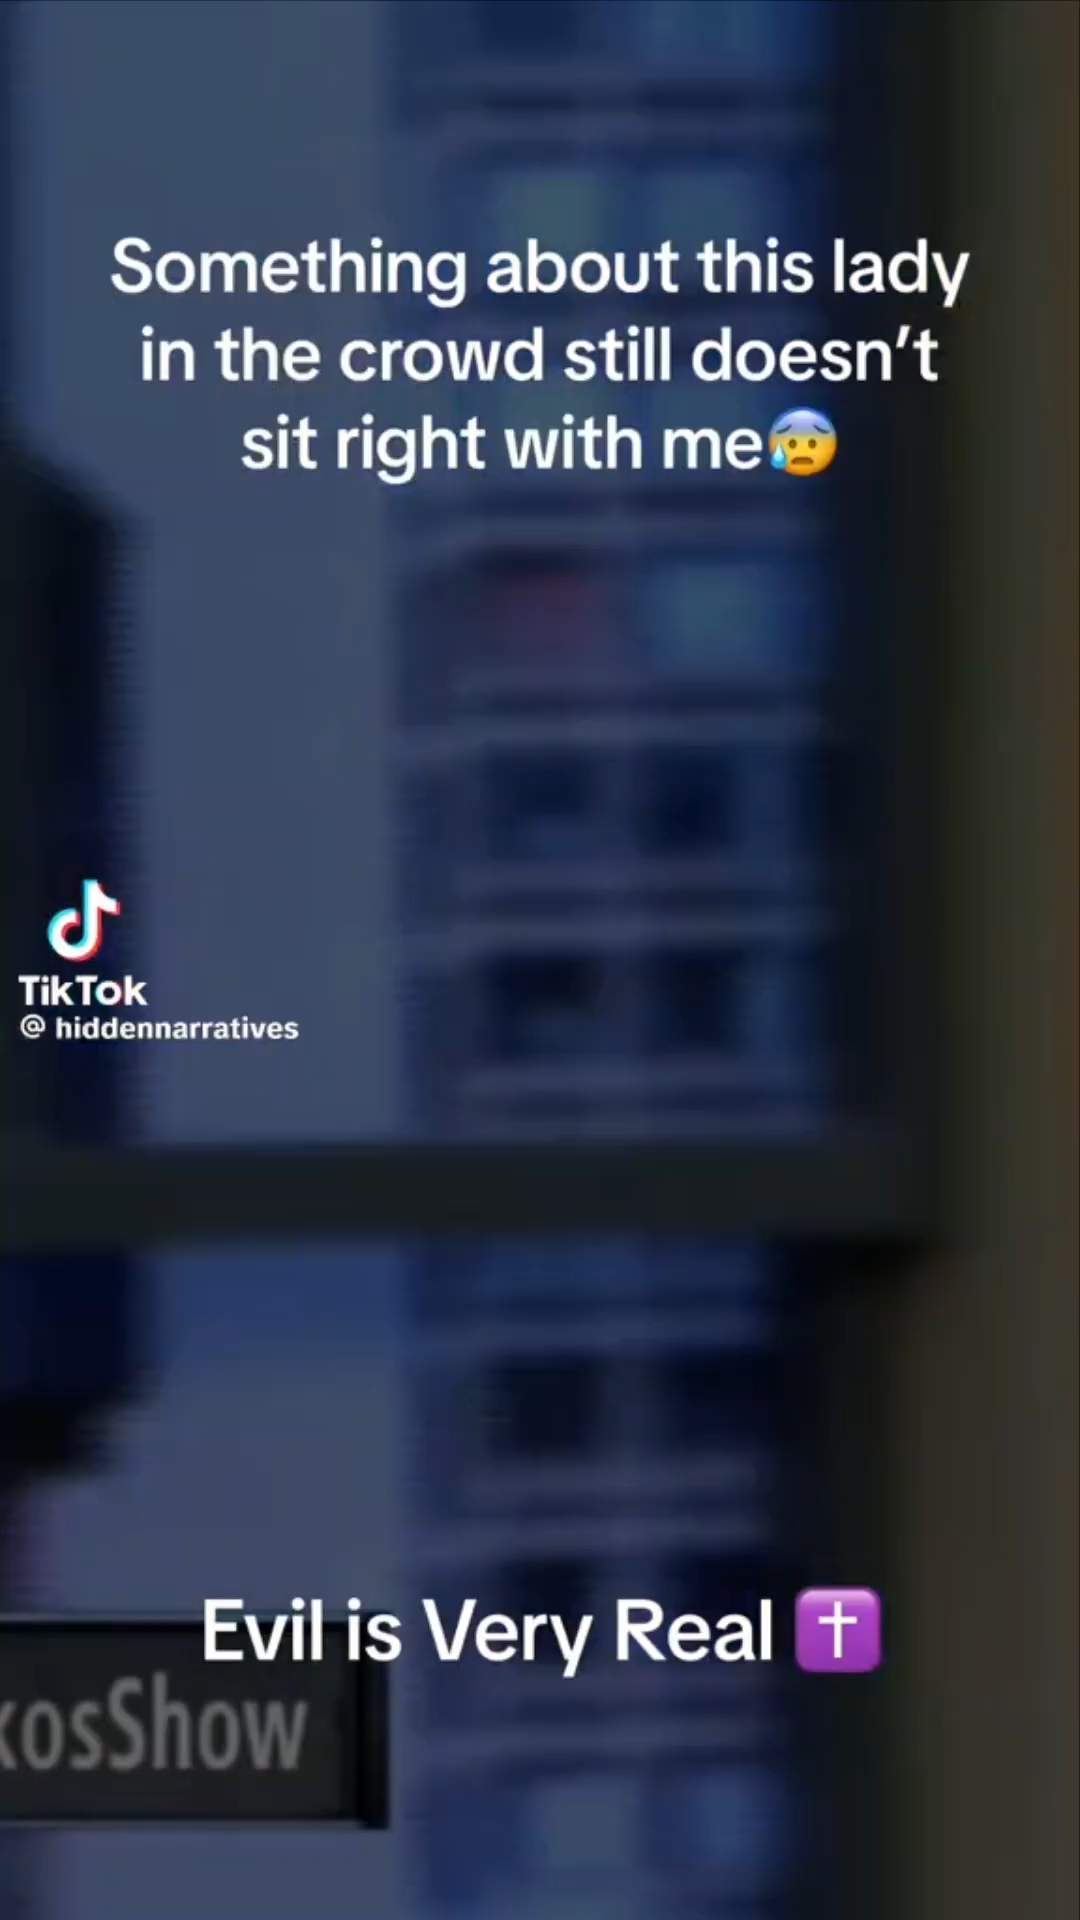 Something about this lady
in the crowd still doesn’t
sit right with me😰
TikTok
@ hiddennarratives
Evil is Very Real ✝️
kosShow